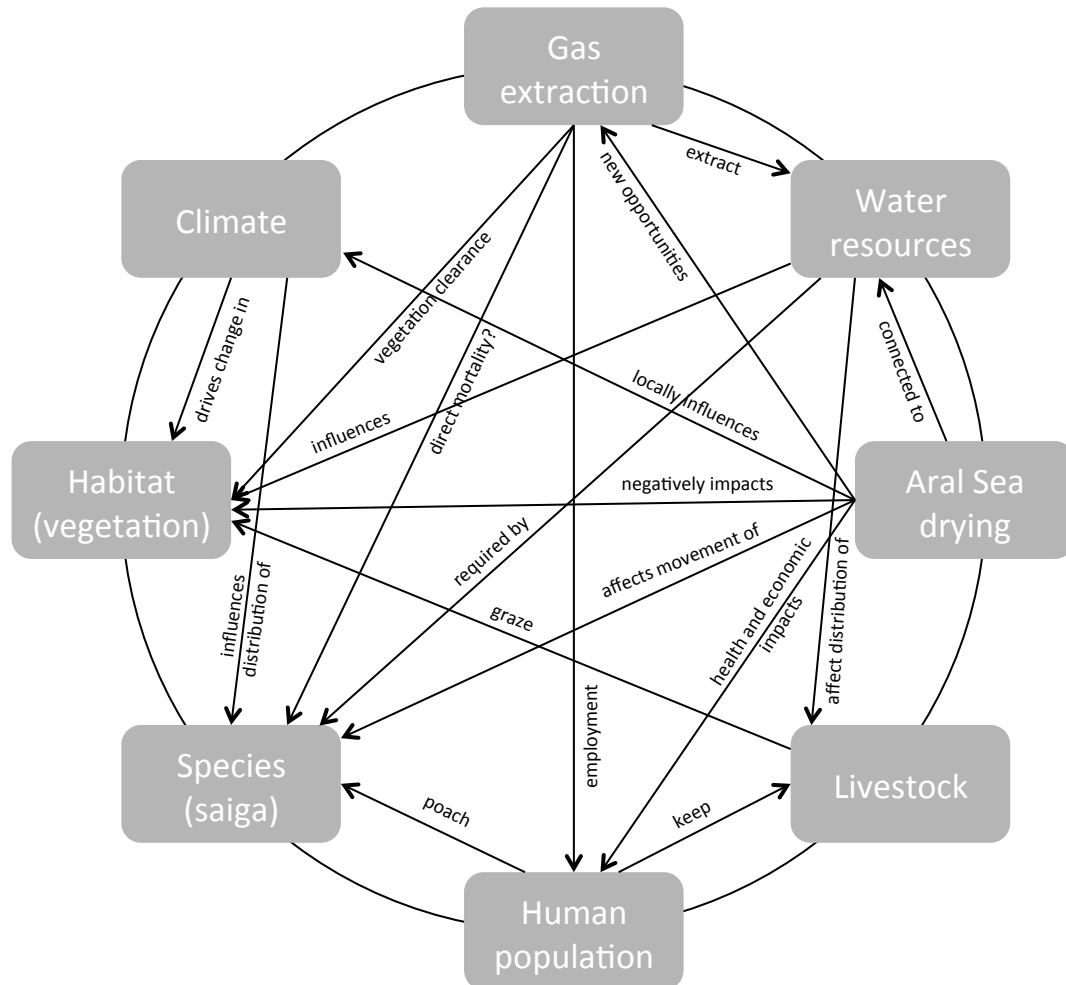 Gas
extraction
extract
new opportunities
Climate
Water
resources
vegetation clearance
direct mortality?
drives change in
locally influences
connected to
influences
Habitat
(vegetation)
negatively impacts
Aral Sea
drying
required by
affects movement of
graze
influences
distribution of
health and economic
impacts
affect distribution of
employment
Species
(saiga)
Livestock
poach
keep
Human
population